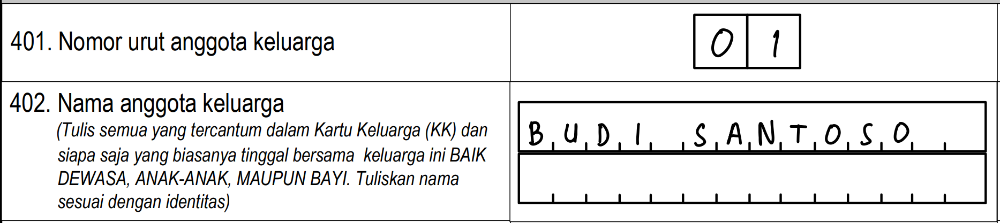 401. Nomor urut anggota keluarga
0 1
402. Nama anggota keluarga
(Tulis semua yang tercantum dalam Kartu Keluarga (KK) dan
siapa saja yang biasanya tinggal bersama keluarga ini BAIK
DEWASA, ANAK-ANAK, MAUPUN BAYI. Tuliskan nama
sesuai dengan identitas)
BUDI SANTOSO